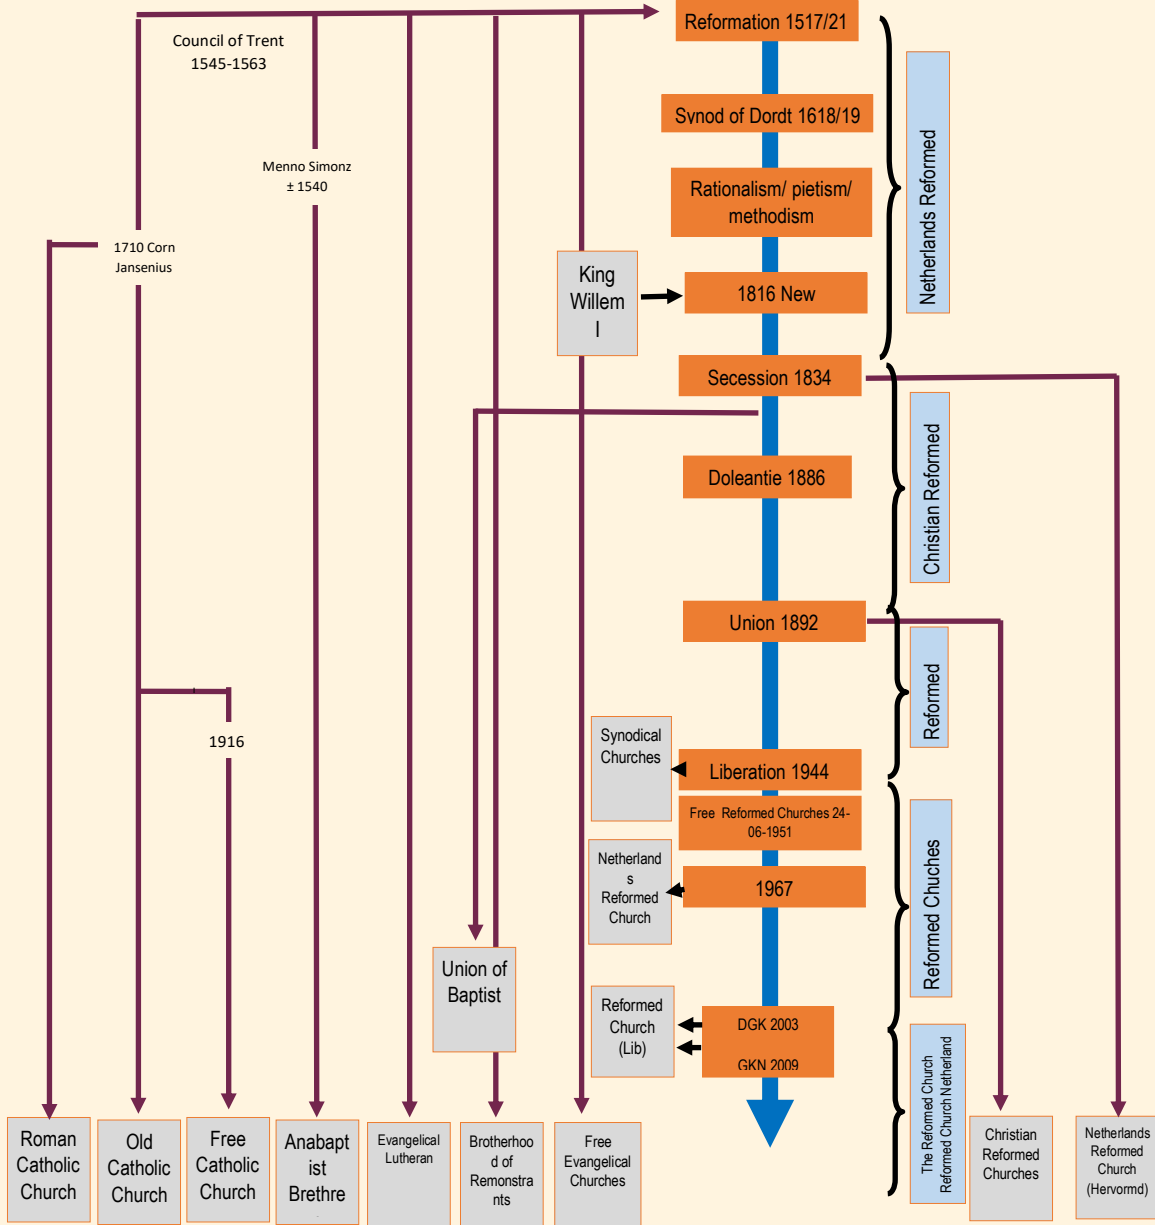 Reformation 1517/21
Council of Trent
1545-1563
Synod of Dordt 1618/19
Netherlands Reformed
Menno Simonz
± 1540
Rationalism/ pietism/
methodism
1710 Corn
Jansenius
King
Willem
I
1816 New
Secession 1834
Christian Reformed
Doleantie 1886
Union 1892
Reformed
1916
Synodical
Churches
Liberation 1944
Free Reformed Churches 24-
06-1951
Reformed Chuches
Netherland
s
Reformed
Church
1967
Union of
Baptist
Reformed
Church
(Lib)
DGK 2003
GKN 2009
The Reformed Church
Reformed Church Netherland
Roman
Catholic
Church
Old
Catholic
Church
Free
Catholic
Church
Anabapt
ist
Brethre
Evangelical
Lutheran
Brotherhoo
d of
Remonstra
nts
Free
Evangelical
Churches
Christian
Reformed
Churches
Netherlands
Reformed
Church
(Hervormd)